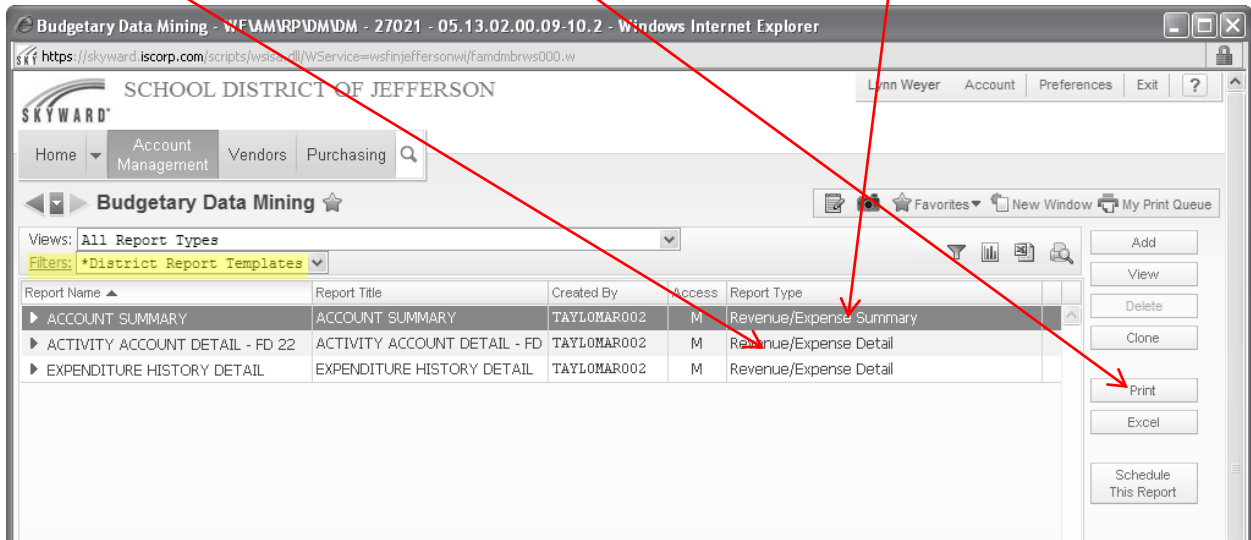 Budgetary Data Mining - WF\AM\RP\DM\DM - 27021 - 05.13.02.00.09-10.2 - Windows Internet Explorer
https://skyward.iscorp.com/scripts/wsisa.dll/WService=wsfinjeffersonwi/famdmbrws000.w
SKYWARD SCHOOL DISTRICT OF JEFFERSON Lynn Weyer Account Preferences Exit ?
Home Account Management Vendors Purchasing
Budgetary Data Mining Favorites New Window My Print Queue
Views: All Report Types
Filters: *District Report Templates
Report Name Report Title Created By Access Report Type
ACCOUNT SUMMARY ACCOUNT SUMMARY TAYLOMAR002 M Revenue/Expense Summary
ACTIVITY ACCOUNT DETAIL - FD 22 ACTIVITY ACCOUNT DETAIL - FD TAYLOMAR002 M Revenue/Expense Detail
EXPENDITURE HISTORY DETAIL EXPENDITURE HISTORY DETAIL TAYLOMAR002 M Revenue/Expense Detail
Add
View
Delete
Clone
Print
Excel
Schedule
This Report